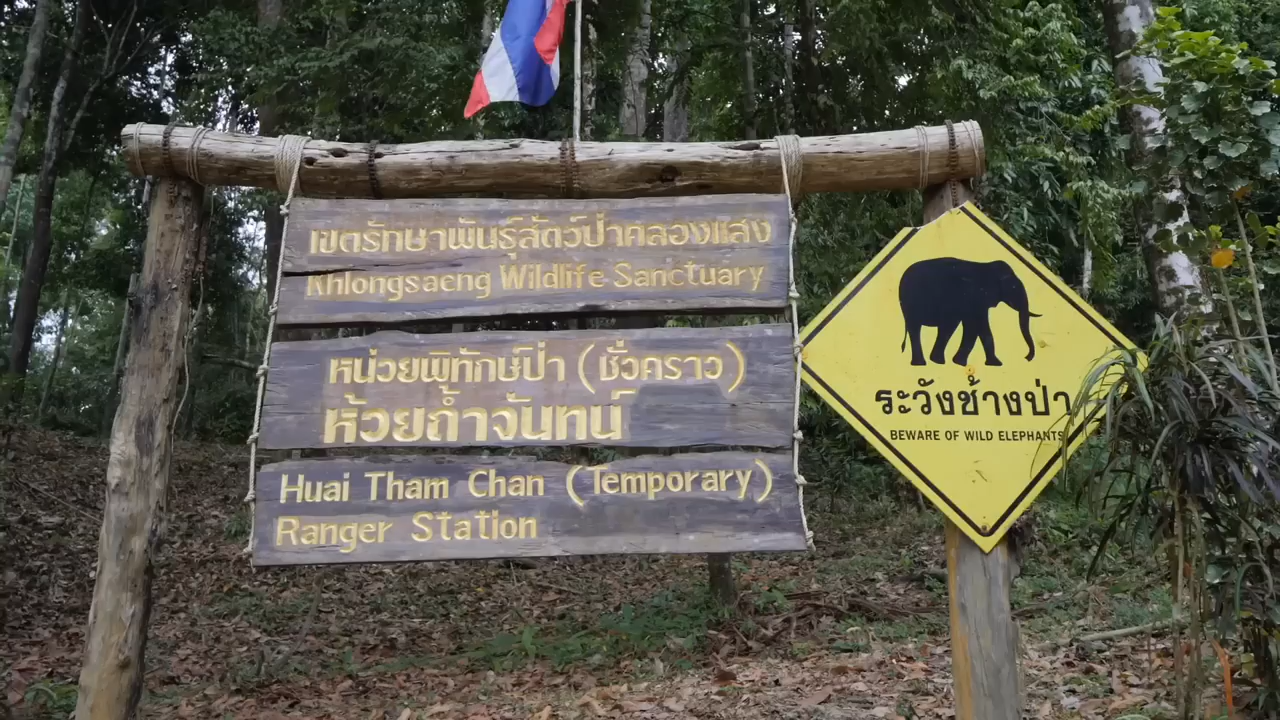 เขตรักษาพันธุ์สัตว์ป่าคลองแสง
Khlongsaeng Wildlife Sanctuary
หน่วยพิทักษ์ป่า (ชั่วคราว)
ห้วยถ้ำจันทน์
Huai Tham Chan (Temporary)
Ranger Station
ระวังช้างป่า
BEWARE OF WILD ELEPHANTS